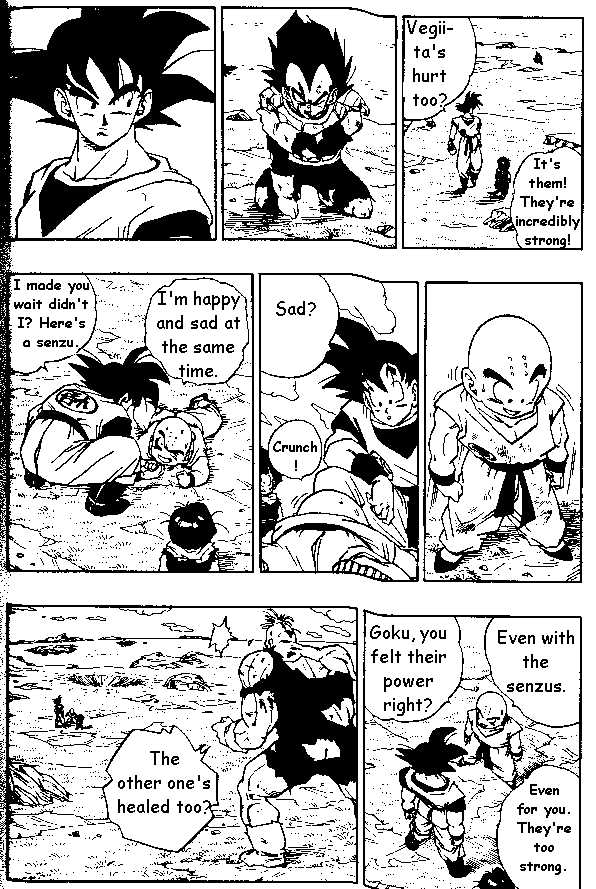 Vegii-
ta's
hurt
too?
It's
them!
They're
incredibly
strong!
I made you
wait didn't
I? Here's
a senzu.
I'm happy
and sad at
the same
time.
Sad?
Crunch
!
The
other one's
healed too?
Goku, you
felt their
power
right?
Even with
the
senzus.
Even
for you.
They're
too
strong.